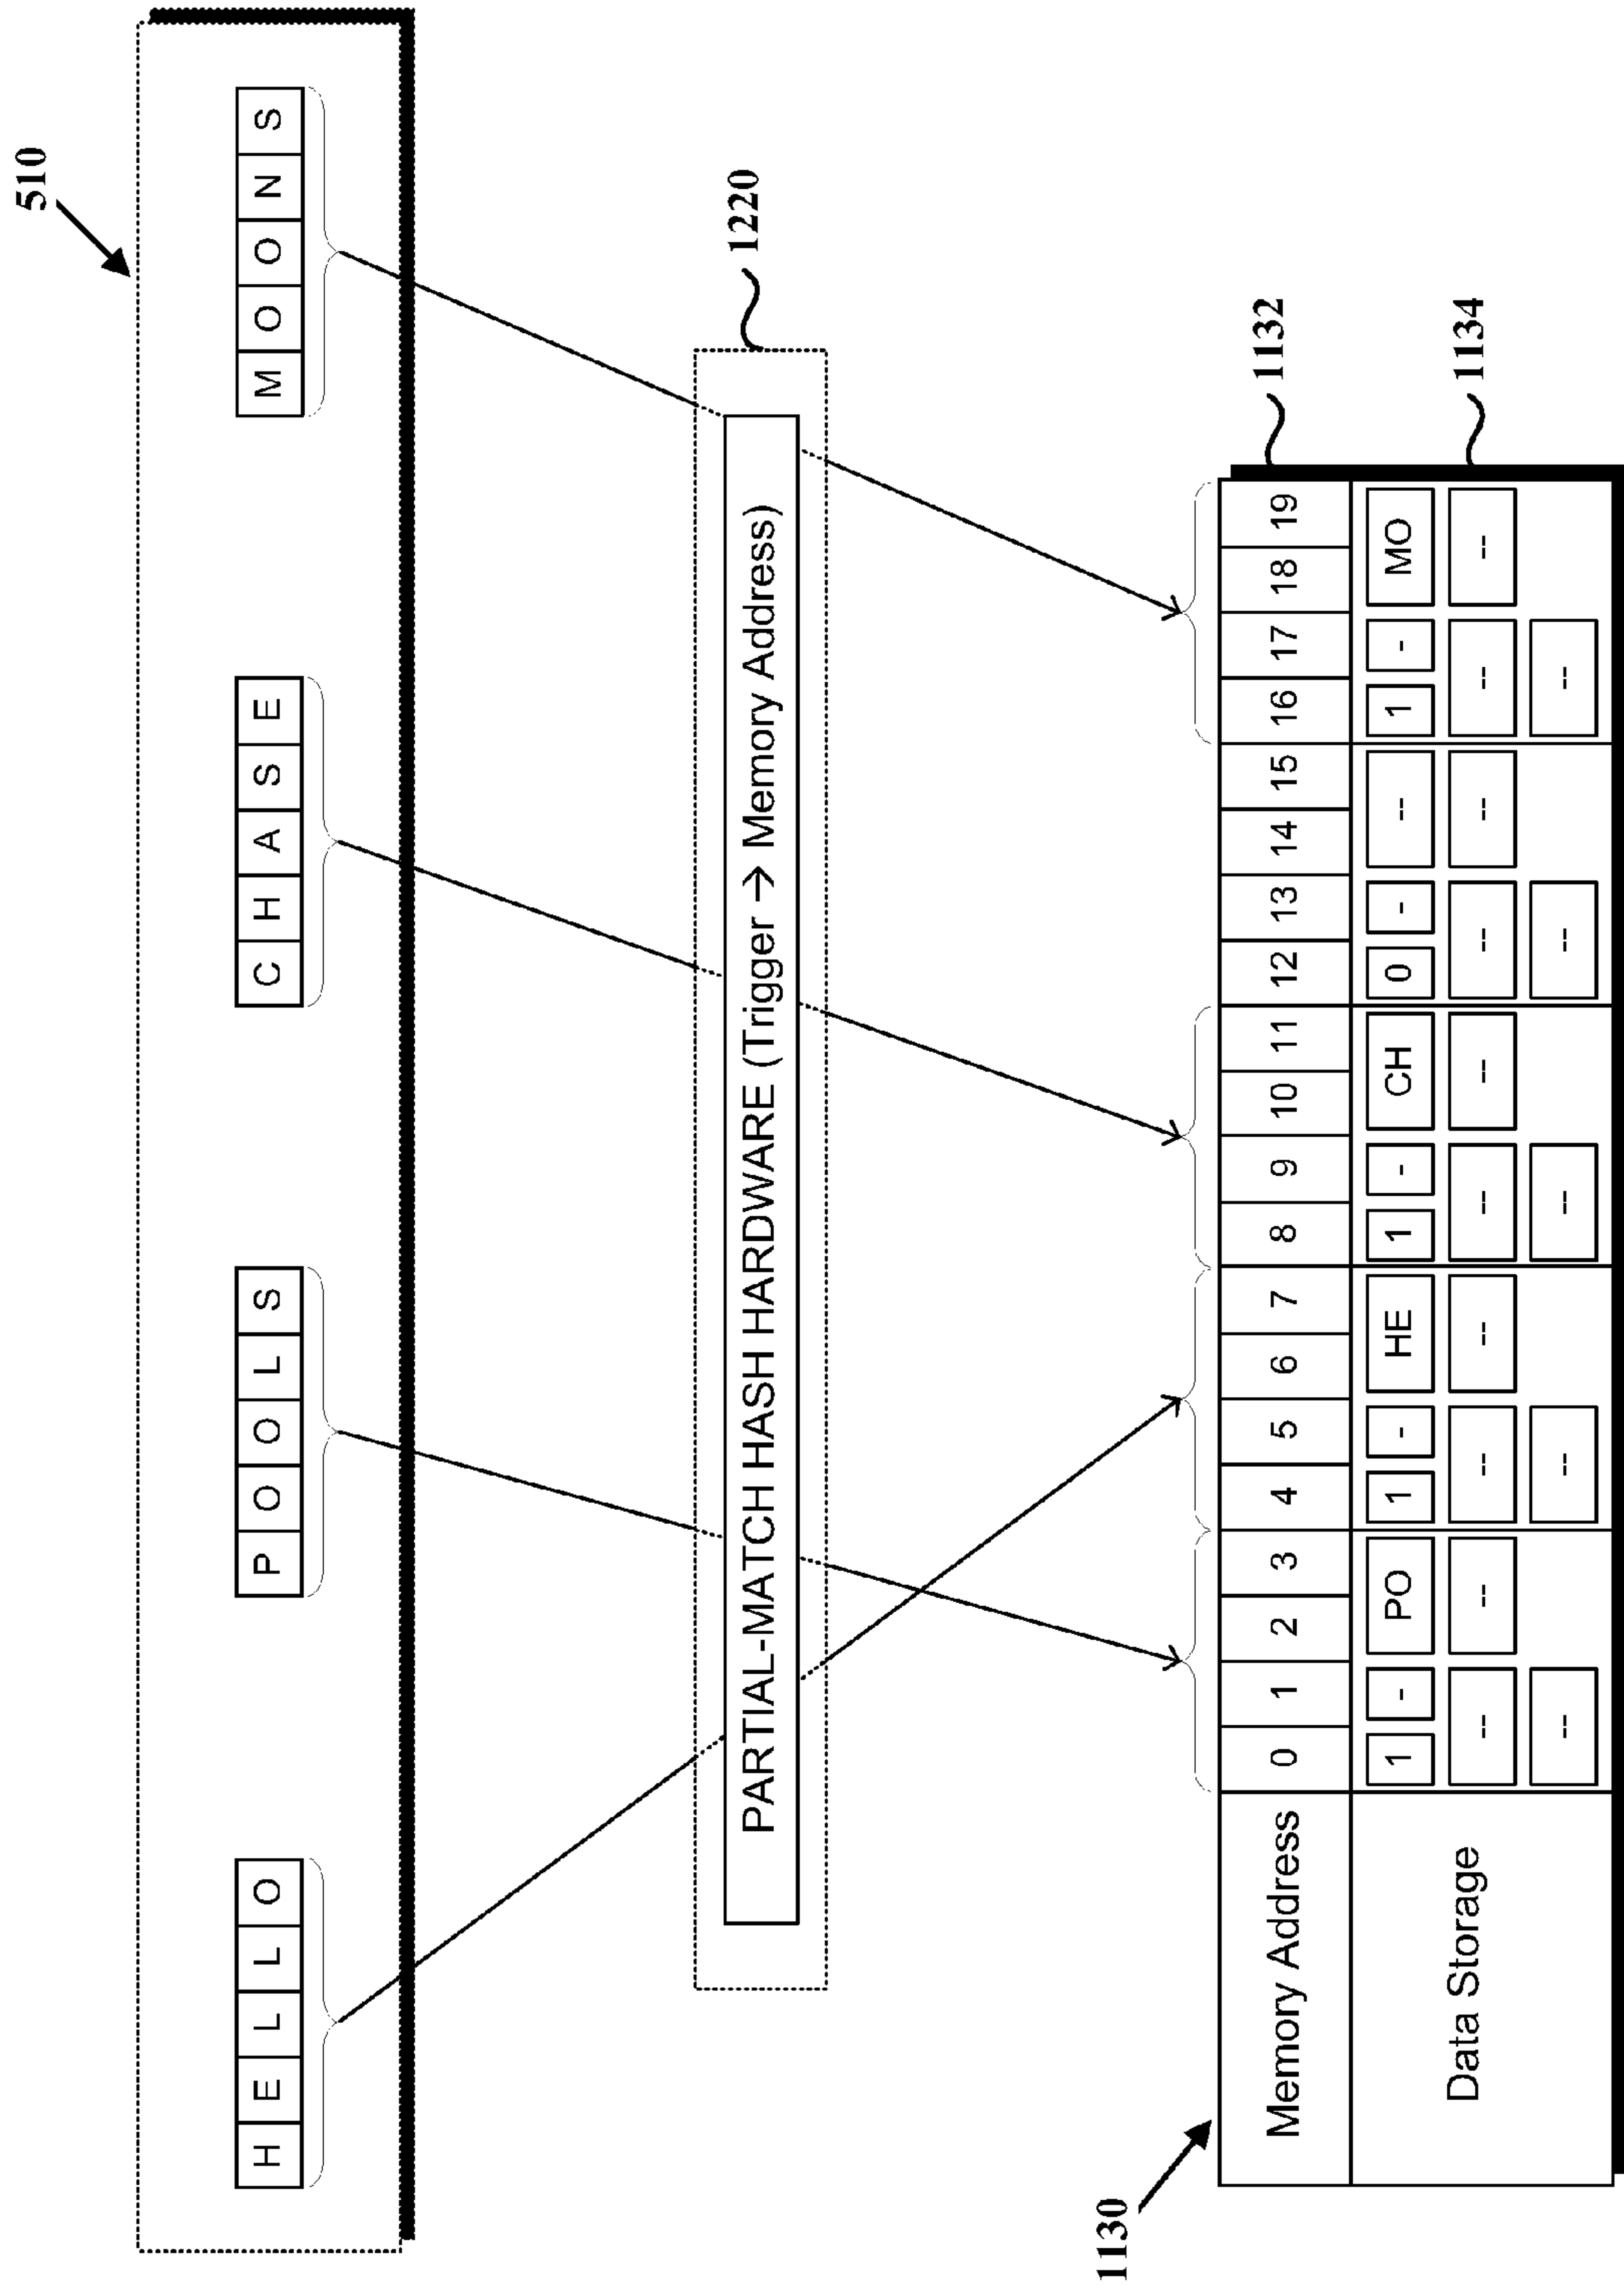 510
H E L L O P O O L S C H A S E M O O N S
1220
PARTIAL-MATCH HASH HARDWARE (Trigger → Memory Address)
1130
1132
Memory Address 0 1 2 3 4 5 6 7 8 9 10 11 12 13 14 15 16 17 18 19
1134
Data Storage
1 - PO 1 - HE 1 - CH 0 - -- 1 - MO
-- -- -- -- -- -- -- -- -- --
-- -- -- -- --